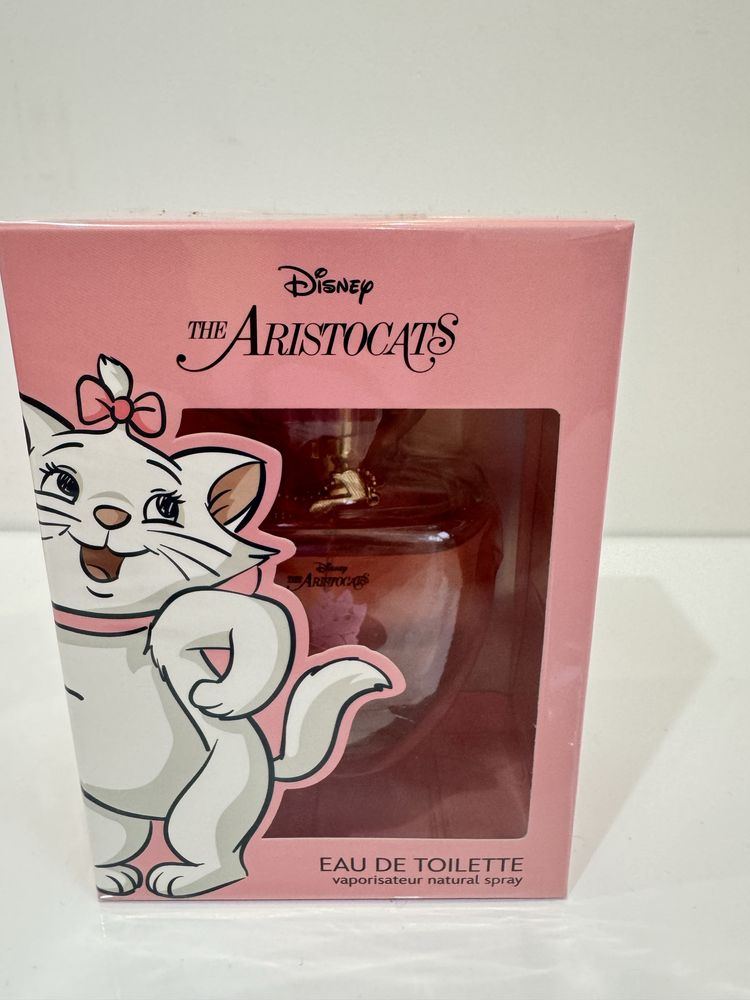 Disney
THE ARISTOCATS
Disney
THE ARISTOCATS
EAU DE TOILETTE
vaporisateur natural spray